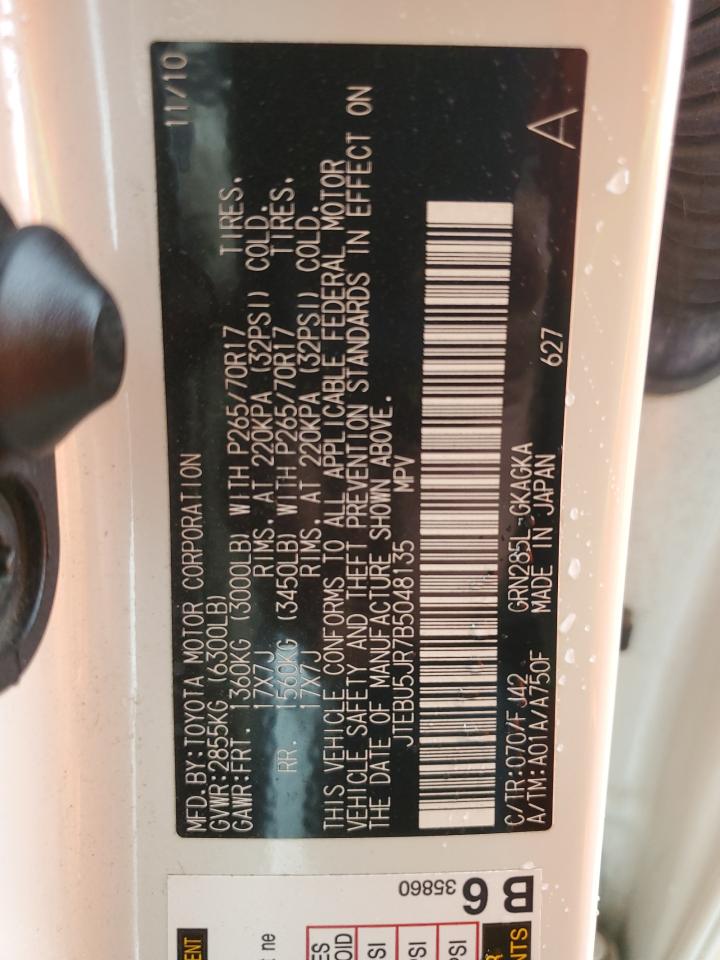 11/10
MFD. BY:TOYOTA MOTOR CORPORATION
GVWR:2855KG (6300LB)
GAWR:FRT. 1360KG (3000LB) WITH P265/70R17 TIRES.
17X7J RIMS, AT 220KPA (32PSI) COLD.
RR. 1560KG (3450LB) WITH P265/70R17 TIRES.
17X7J RIMS, AT 220KPA (32PSI) COLD.
THIS VEHICLE CONFORMS TO ALL APPLICABLE FEDERAL MOTOR
VEHICLE SAFETY AND THEFT PREVENTION STANDARDS IN EFFECT ON
THE DATE OF MANUFACTURE SHOWN ABOVE.
JTEBU5JR7B5048135 MPV
C/TR:070/FJ42 GRN285L-GKAGKA 627
A/TM:A01A/A750F MADE IN JAPAN
A
B6
35860